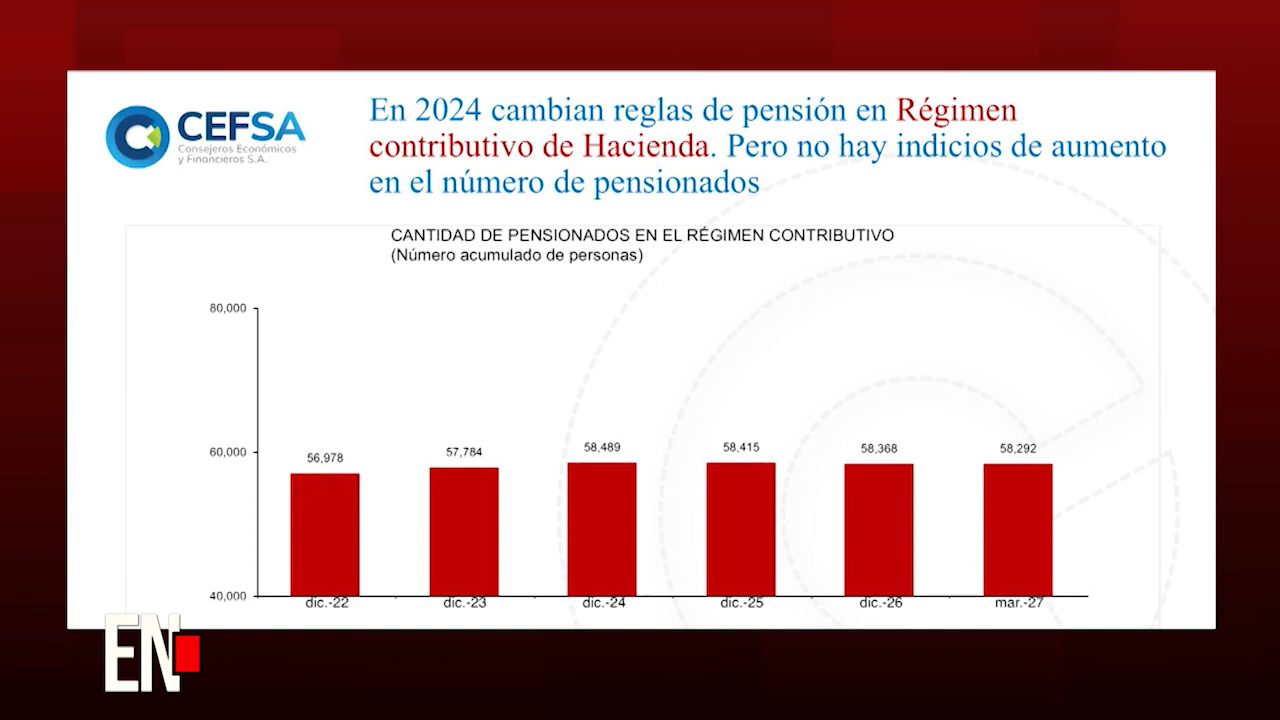 CEFSA
Consejeros Económicos
y Financieros S.A.
En 2024 cambian reglas de pensión en Régimen
contributivo de Hacienda. Pero no hay indicios de aumento
en el número de pensionados
CANTIDAD DE PENSIONADOS EN EL RÉGIMEN CONTRIBUTIVO
(Número acumulado de personas)
80,000
60,000
40,000
56,978
57,784
58,489
58,415
58,368
58,292
dic.-22
dic.-23
dic.-24
dic.-25
dic.-26
mar.-27
EN